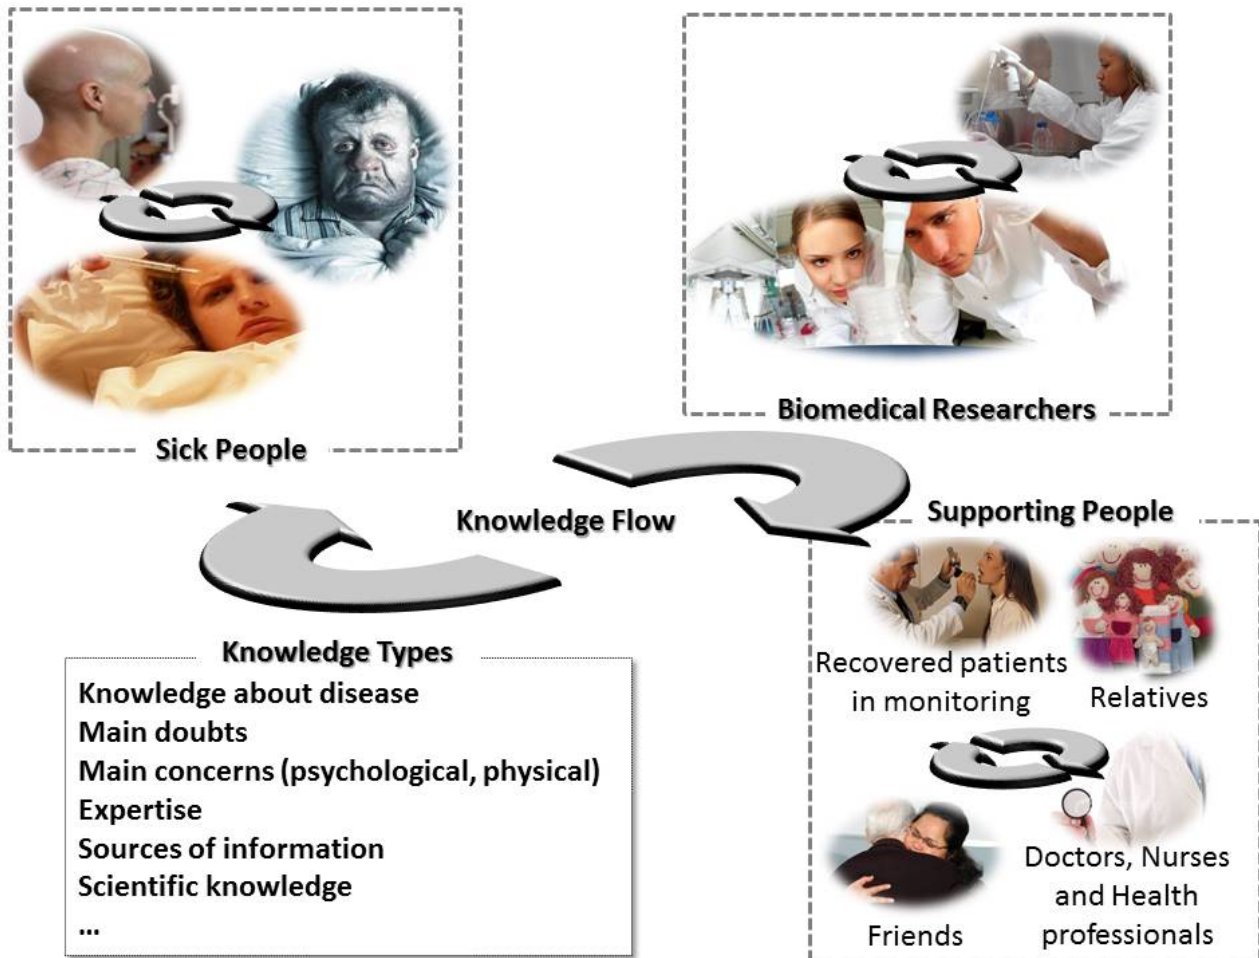 Sick People
Biomedical Researchers
Knowledge Flow
Supporting People
Recovered patients
in monitoring
Relatives
Friends
Doctors, Nurses
and Health
professionals
Knowledge Types
Knowledge about disease
Main doubts
Main concerns (psychological, physical)
Expertise
Sources of information
Scientific knowledge
...